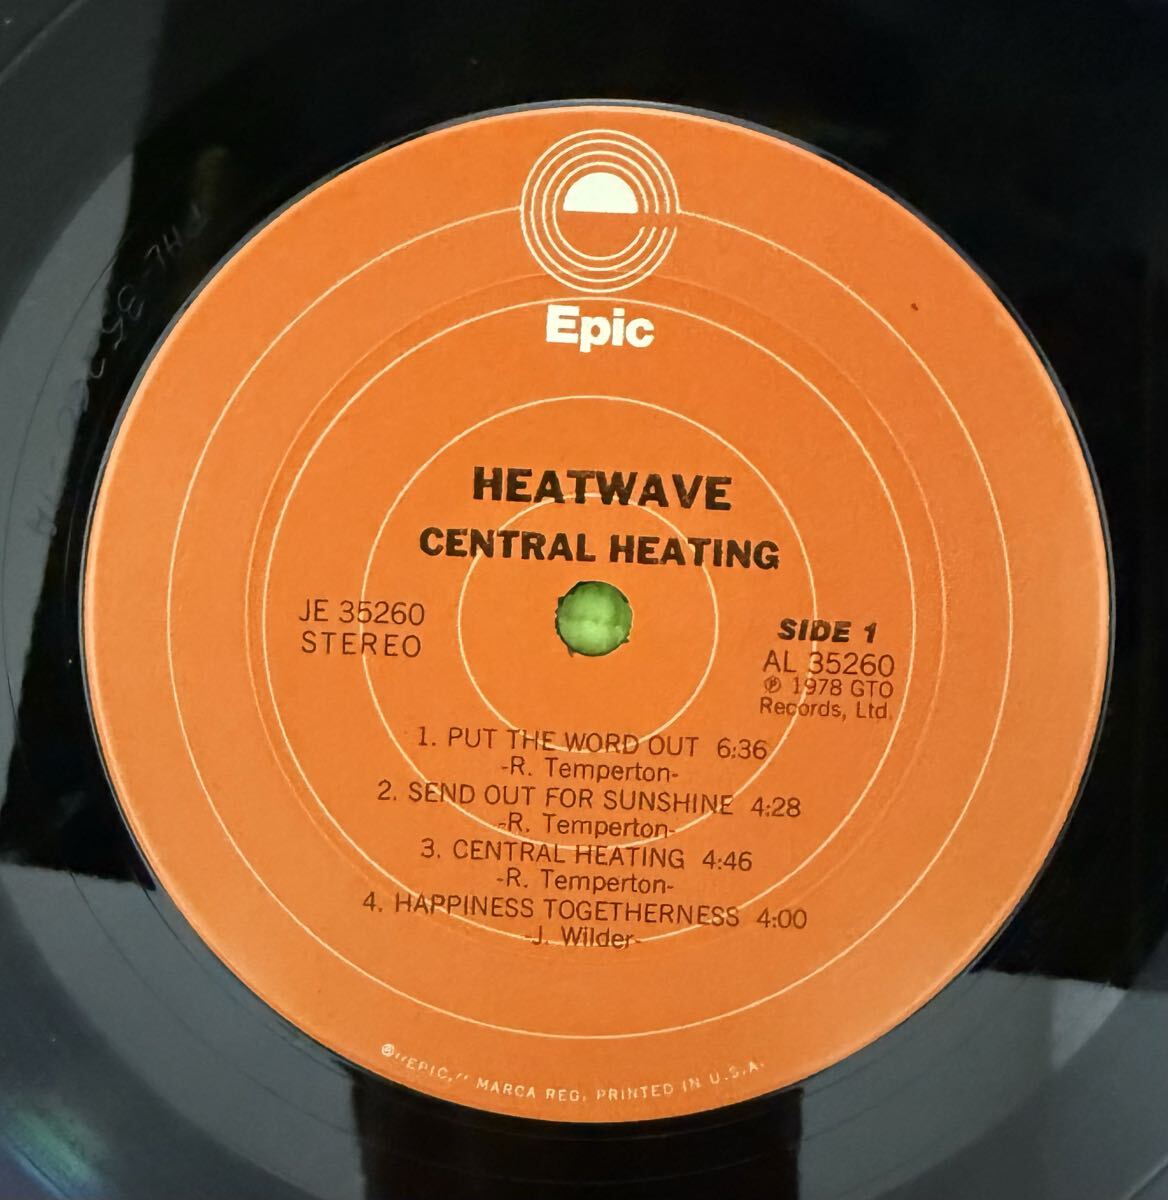 Epic
HEATWAVE
CENTRAL HEATING
JE 35260
STEREO
SIDE 1
AL 35260
℗ 1978 GTO
Records, Ltd.
1. PUT THE WORD OUT 6:36
-R. Temperton-
2. SEND OUT FOR SUNSHINE 4:28
-R. Temperton-
3. CENTRAL HEATING 4:46
-R. Temperton-
4. HAPPINESS TOGETHERNESS 4:00
-J. Wilder-
®"EPIC," MARCA REG. PRINTED IN U.S.A.